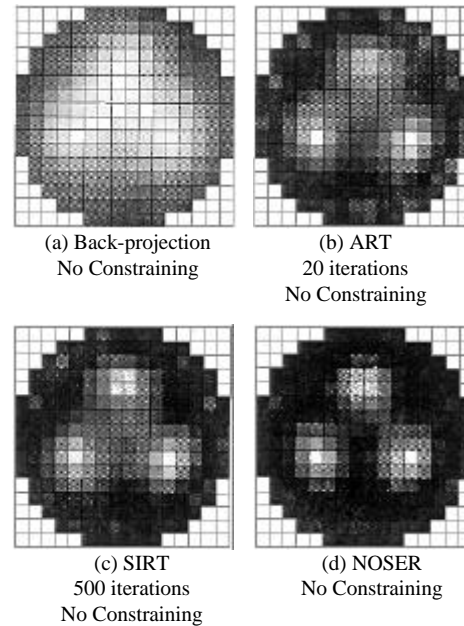 (a) Back-projection
No Constraining
(b) ART
20 iterations
No Constraining
(c) SIRT
500 iterations
No Constraining
(d) NOSER
No Constraining